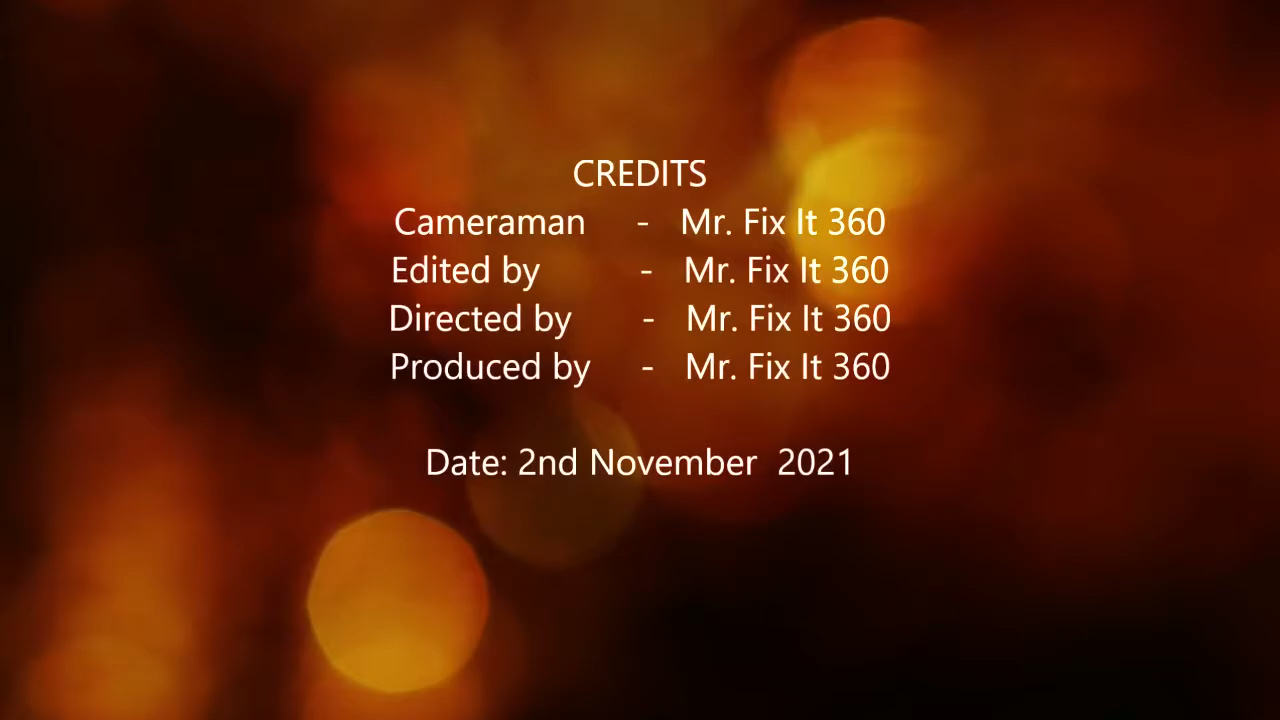 CREDITS
Cameraman - Mr. Fix It 360
Edited by - Mr. Fix It 360
Directed by - Mr. Fix It 360
Produced by - Mr. Fix It 360
Date: 2nd November 2021